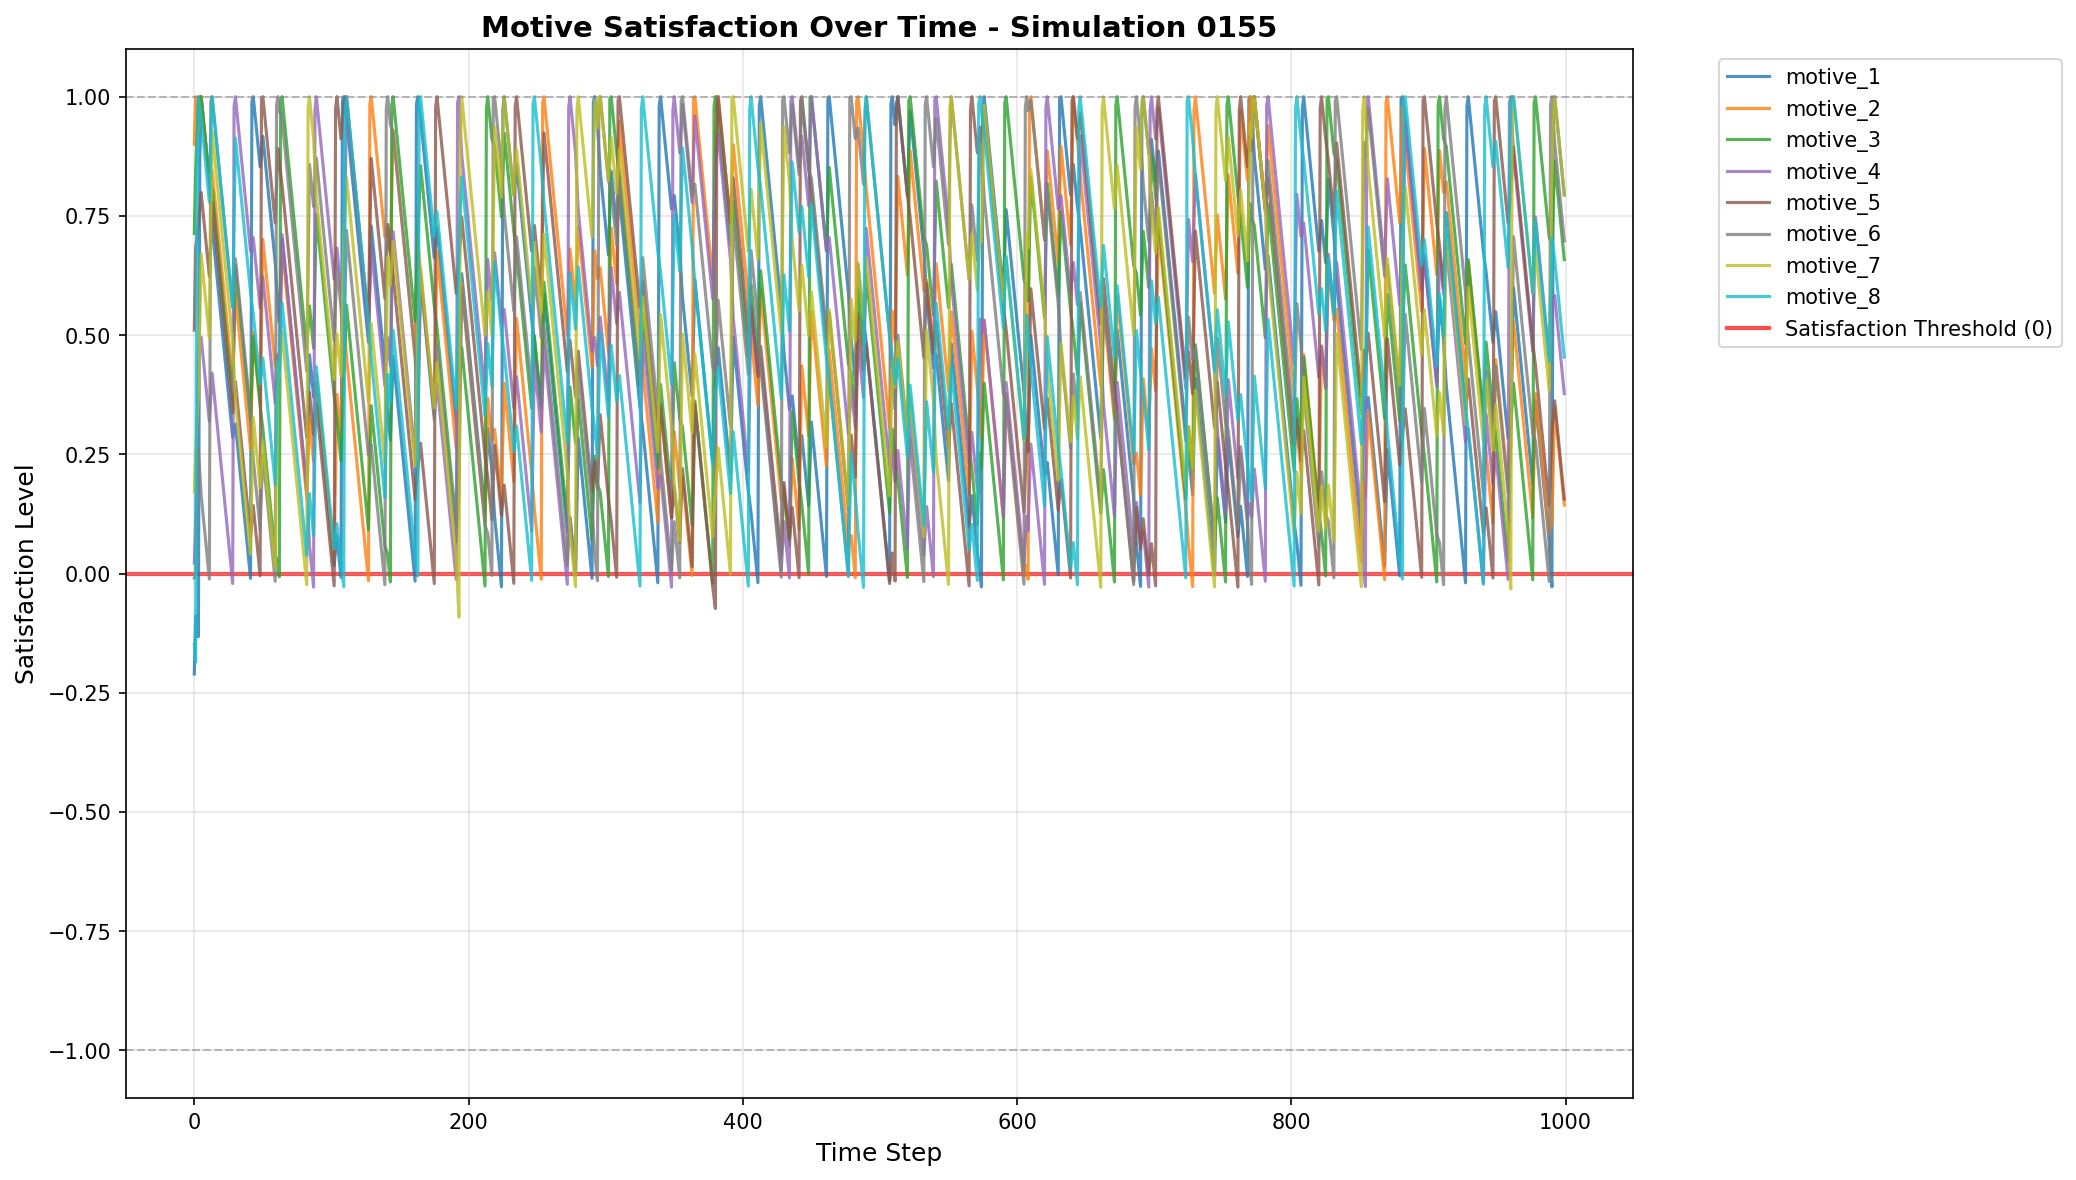 Motive Satisfaction Over Time - Simulation 0155
Satisfaction Level
1.00
0.75
0.50
0.25
0.00
−0.25
−0.50
−0.75
−1.00
0
200
400
600
800
1000
Time Step
motive_1
motive_2
motive_3
motive_4
motive_5
motive_6
motive_7
motive_8
Satisfaction Threshold (0)